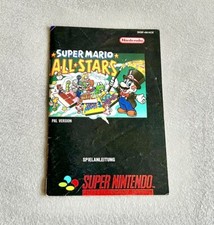 Nintendo
SUPER MARIO
ALL-STARS
PAL VERSION
SPIELANLEITUNG
SUPER NINTENDO